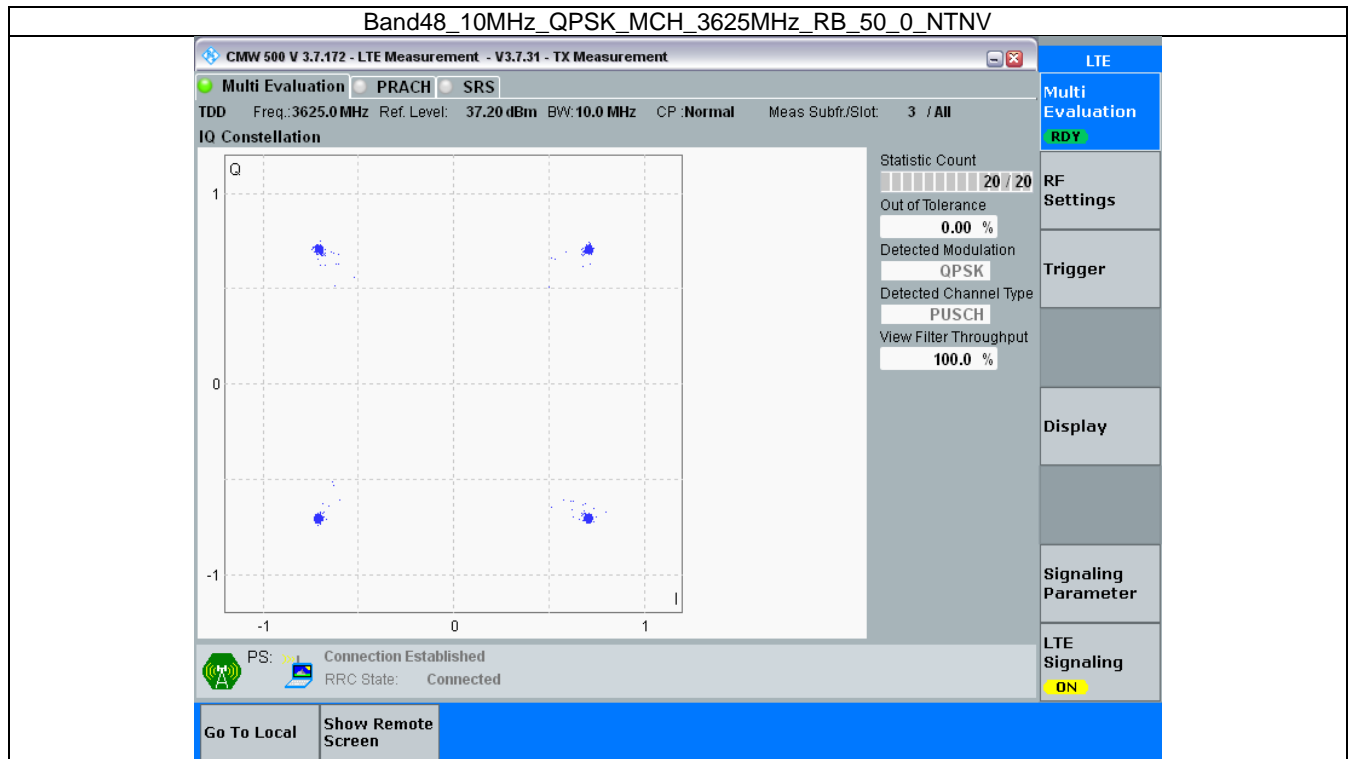 Band48_10MHz_QPSK_MCH_3625MHz_RB_50_0_NTNV
CMW 500 V 3.7.172 - LTE Measurement - V3.7.31 - TX Measurement
LTE
Multi Evaluation PRACH SRS
TDD Freq.:3625.0 MHz Ref. Level: 37.20 dBm BW:10.0 MHz CP :Normal Meas Subfr./Slot: 3 / All
IQ Constellation
Q
1
0
-1
I
-1 0 1
Statistic Count
20 / 20
Out of Tolerance
0.00 %
Detected Modulation
QPSK
Detected Channel Type
PUSCH
View Filter Throughput
100.0 %
Multi
Evaluation
RDY
RF
Settings
Trigger
Display
Signaling
Parameter
LTE
Signaling
ON
PS: Connection Established
RRC State: Connected
Go To Local
Show Remote
Screen